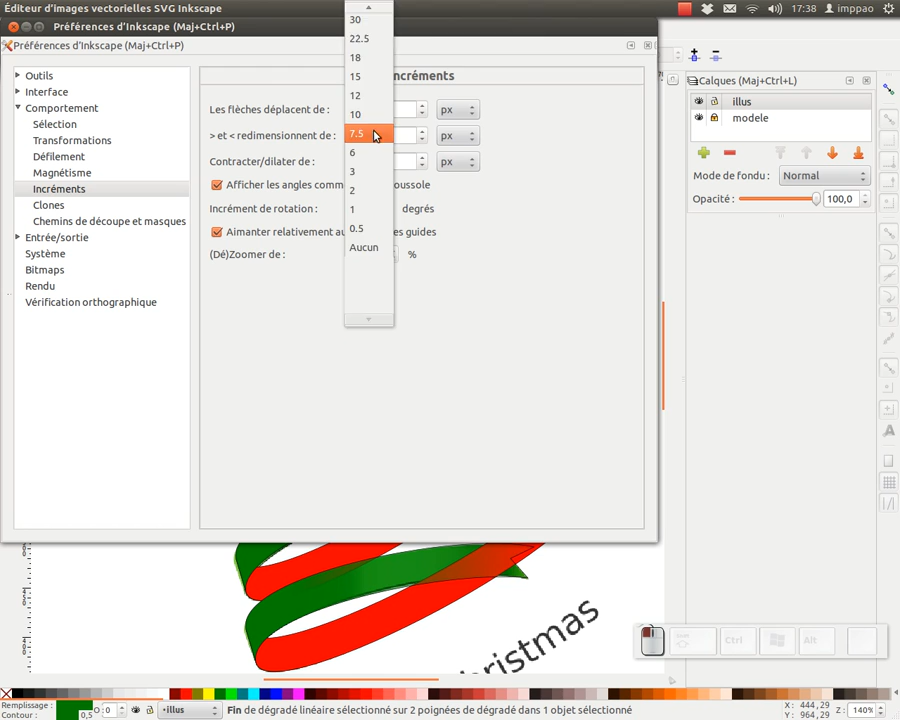 Éditeur d'images vectorielles SVG Inkscape
17:38
imppao
Préférences d'Inkscape (Maj+Ctrl+P)
Préférences d'Inkscape (Maj+Ctrl+P)
Outils
Interface
Comportement
Sélection
Transformations
Défilement
Magnétisme
Incréments
Clones
Chemins de découpe et masques
Entrée/sortie
Système
Bitmaps
Rendu
Vérification orthographique
ncréments
Les flèches déplacent de :
px
> et < redimensionnent de :
px
Contracter/dilater de :
px
Afficher les angles comm
oussole
Incrément de rotation :
degrés
Aimanter relativement au
es guides
(Dé)Zoomer de :
%
30
22.5
18
15
12
10
7.5
6
3
2
1
0.5
Aucun
Calques (Maj+Ctrl+L)
illus
modele
Mode de fondu :
Normal
Opacité :
100,0
hristmas
Ctrl
Alt
Remplissage :
Contour :
0,5
O:
0
illus
Fin de dégradé linéaire sélectionné sur 2 poignées de dégradé dans 1 objet sélectionné
X: 444,29
Y: 964,29
Z:
140%